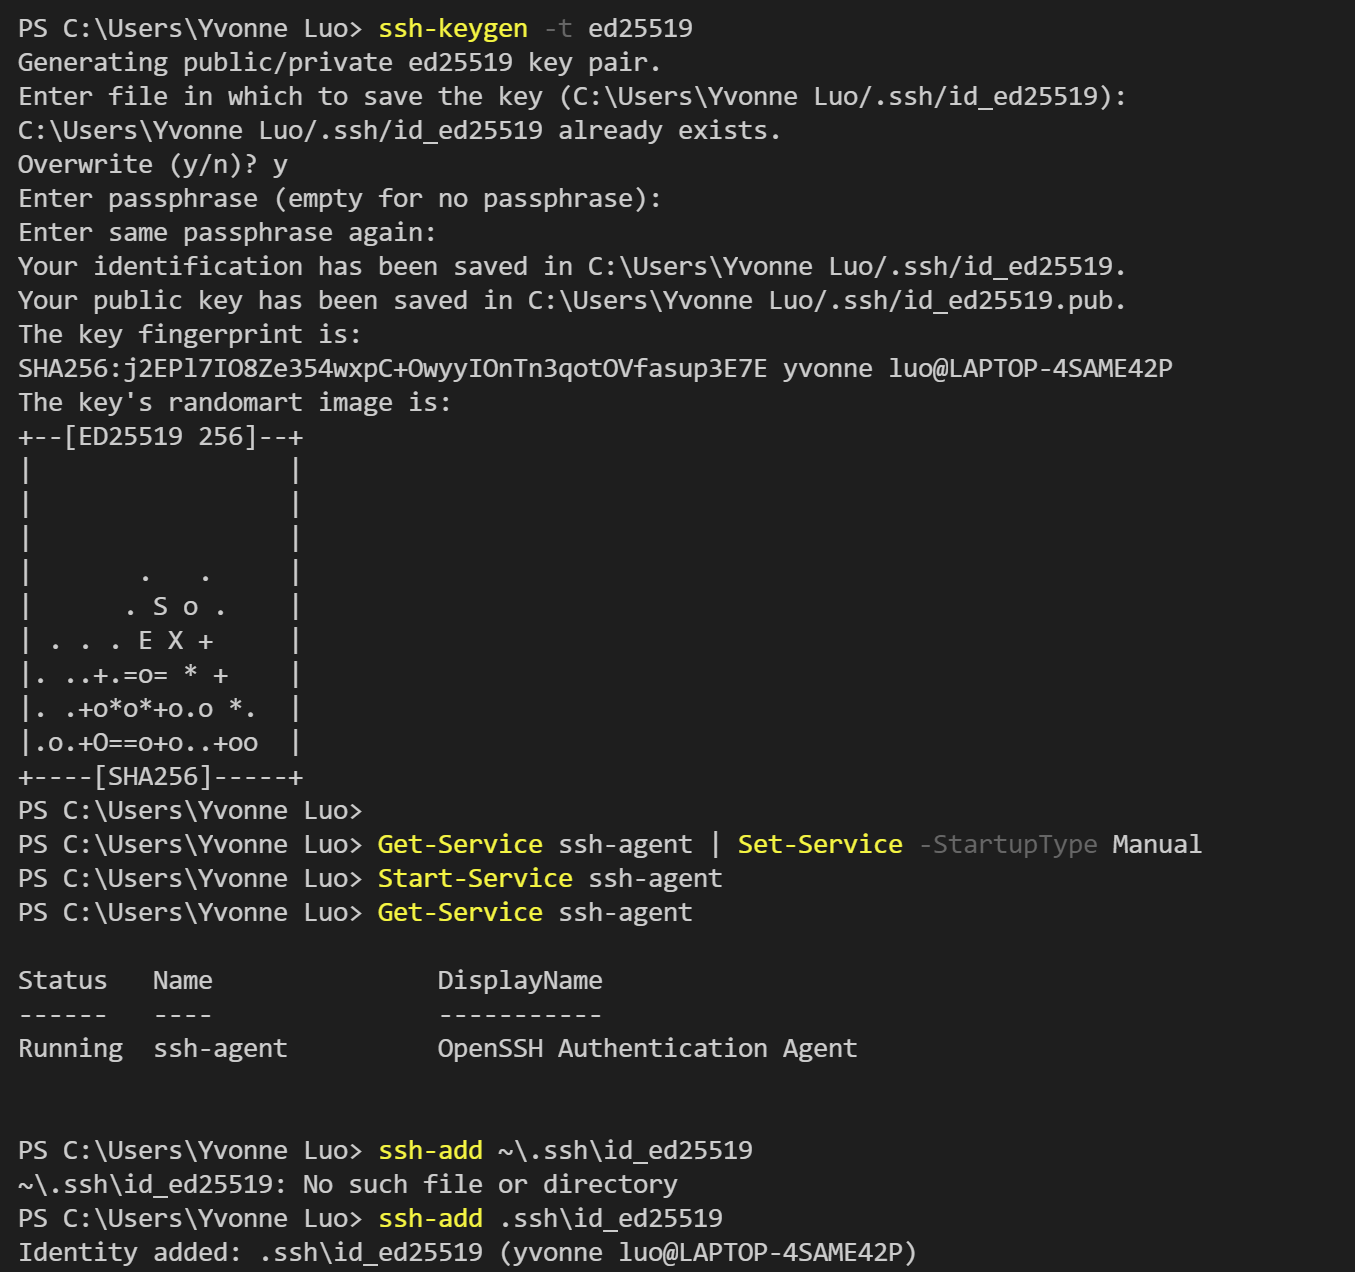 PS C:\Users\Yvonne Luo> ssh-keygen -t ed25519
Generating public/private ed25519 key pair.
Enter file in which to save the key (C:\Users\Yvonne Luo/.ssh/id_ed25519):
C:\Users\Yvonne Luo/.ssh/id_ed25519 already exists.
Overwrite (y/n)? y
Enter passphrase (empty for no passphrase):
Enter same passphrase again:
Your identification has been saved in C:\Users\Yvonne Luo/.ssh/id_ed25519.
Your public key has been saved in C:\Users\Yvonne Luo/.ssh/id_ed25519.pub.
The key fingerprint is:
SHA256:j2EPl7IO8Ze354wxpC+OwyyIOnTn3qotOVfasup3E7E yvonne luo@LAPTOP-4SAME42P
The key's randomart image is:
+--[ED25519 256]--+
|                 |
|                 |
|                 |
|       .   .     |
|      . S o .    |
| . . . E X +     |
|. ..+.=o= * +    |
|. .+o*o*+o.o *.  |
|.o.+O==o+o..+oo  |
+----[SHA256]-----+
PS C:\Users\Yvonne Luo>
PS C:\Users\Yvonne Luo> Get-Service ssh-agent | Set-Service -StartupType Manual
PS C:\Users\Yvonne Luo> Start-Service ssh-agent
PS C:\Users\Yvonne Luo> Get-Service ssh-agent
Status   Name               DisplayName
------   ----               -----------
Running  ssh-agent          OpenSSH Authentication Agent
PS C:\Users\Yvonne Luo> ssh-add ~\.ssh\id_ed25519
~\.ssh\id_ed25519: No such file or directory
PS C:\Users\Yvonne Luo> ssh-add .ssh\id_ed25519
Identity added: .ssh\id_ed25519 (yvonne luo@LAPTOP-4SAME42P)